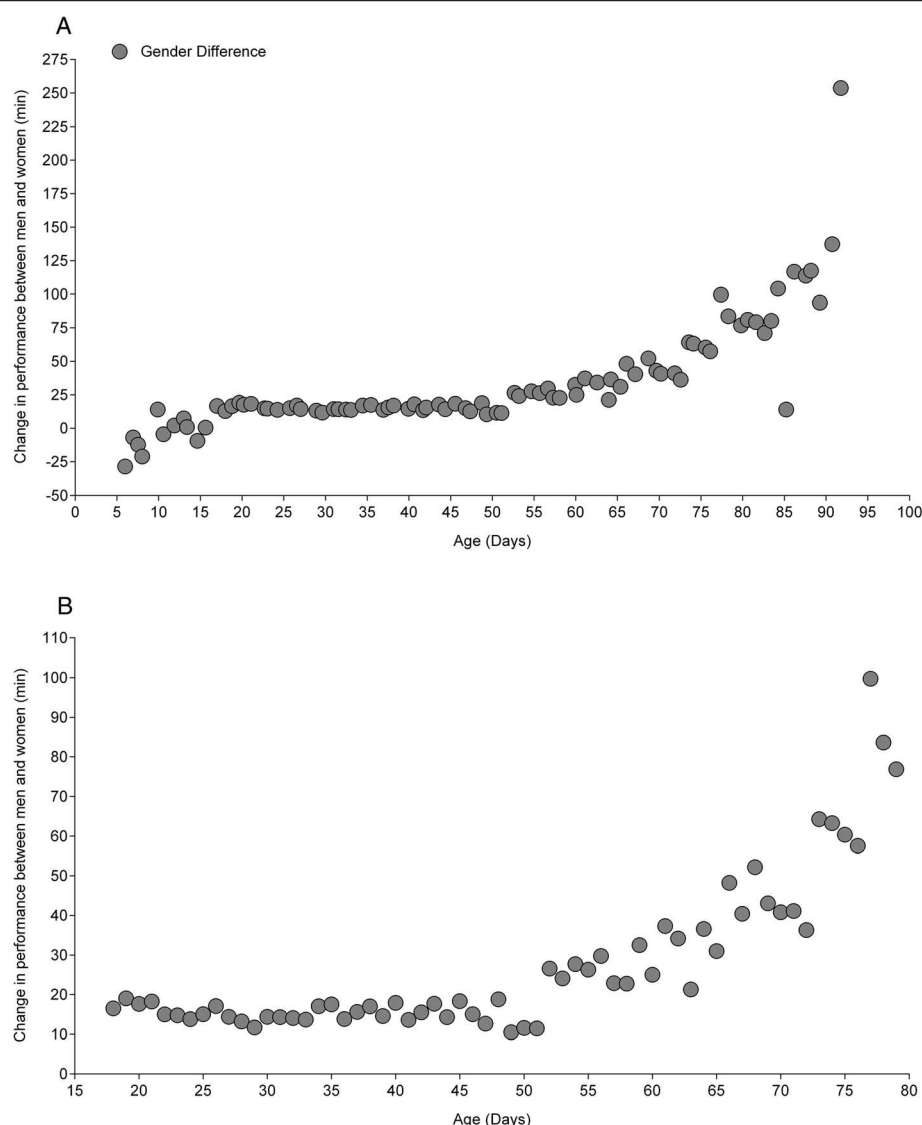 A
Gender Difference
Change in performance between men and women (min)
275
250
225
200
175
150
125
100
75
50
25
0
-25
-50
0 5 10 15 20 25 30 35 40 45 50 55 60 65 70 75 80 85 90 95 100
Age (Days)
B
Change in performance between men and women (min)
110
100
90
80
70
60
50
40
30
20
10
0
15 20 25 30 35 40 45 50 55 60 65 70 75 80
Age (Days)